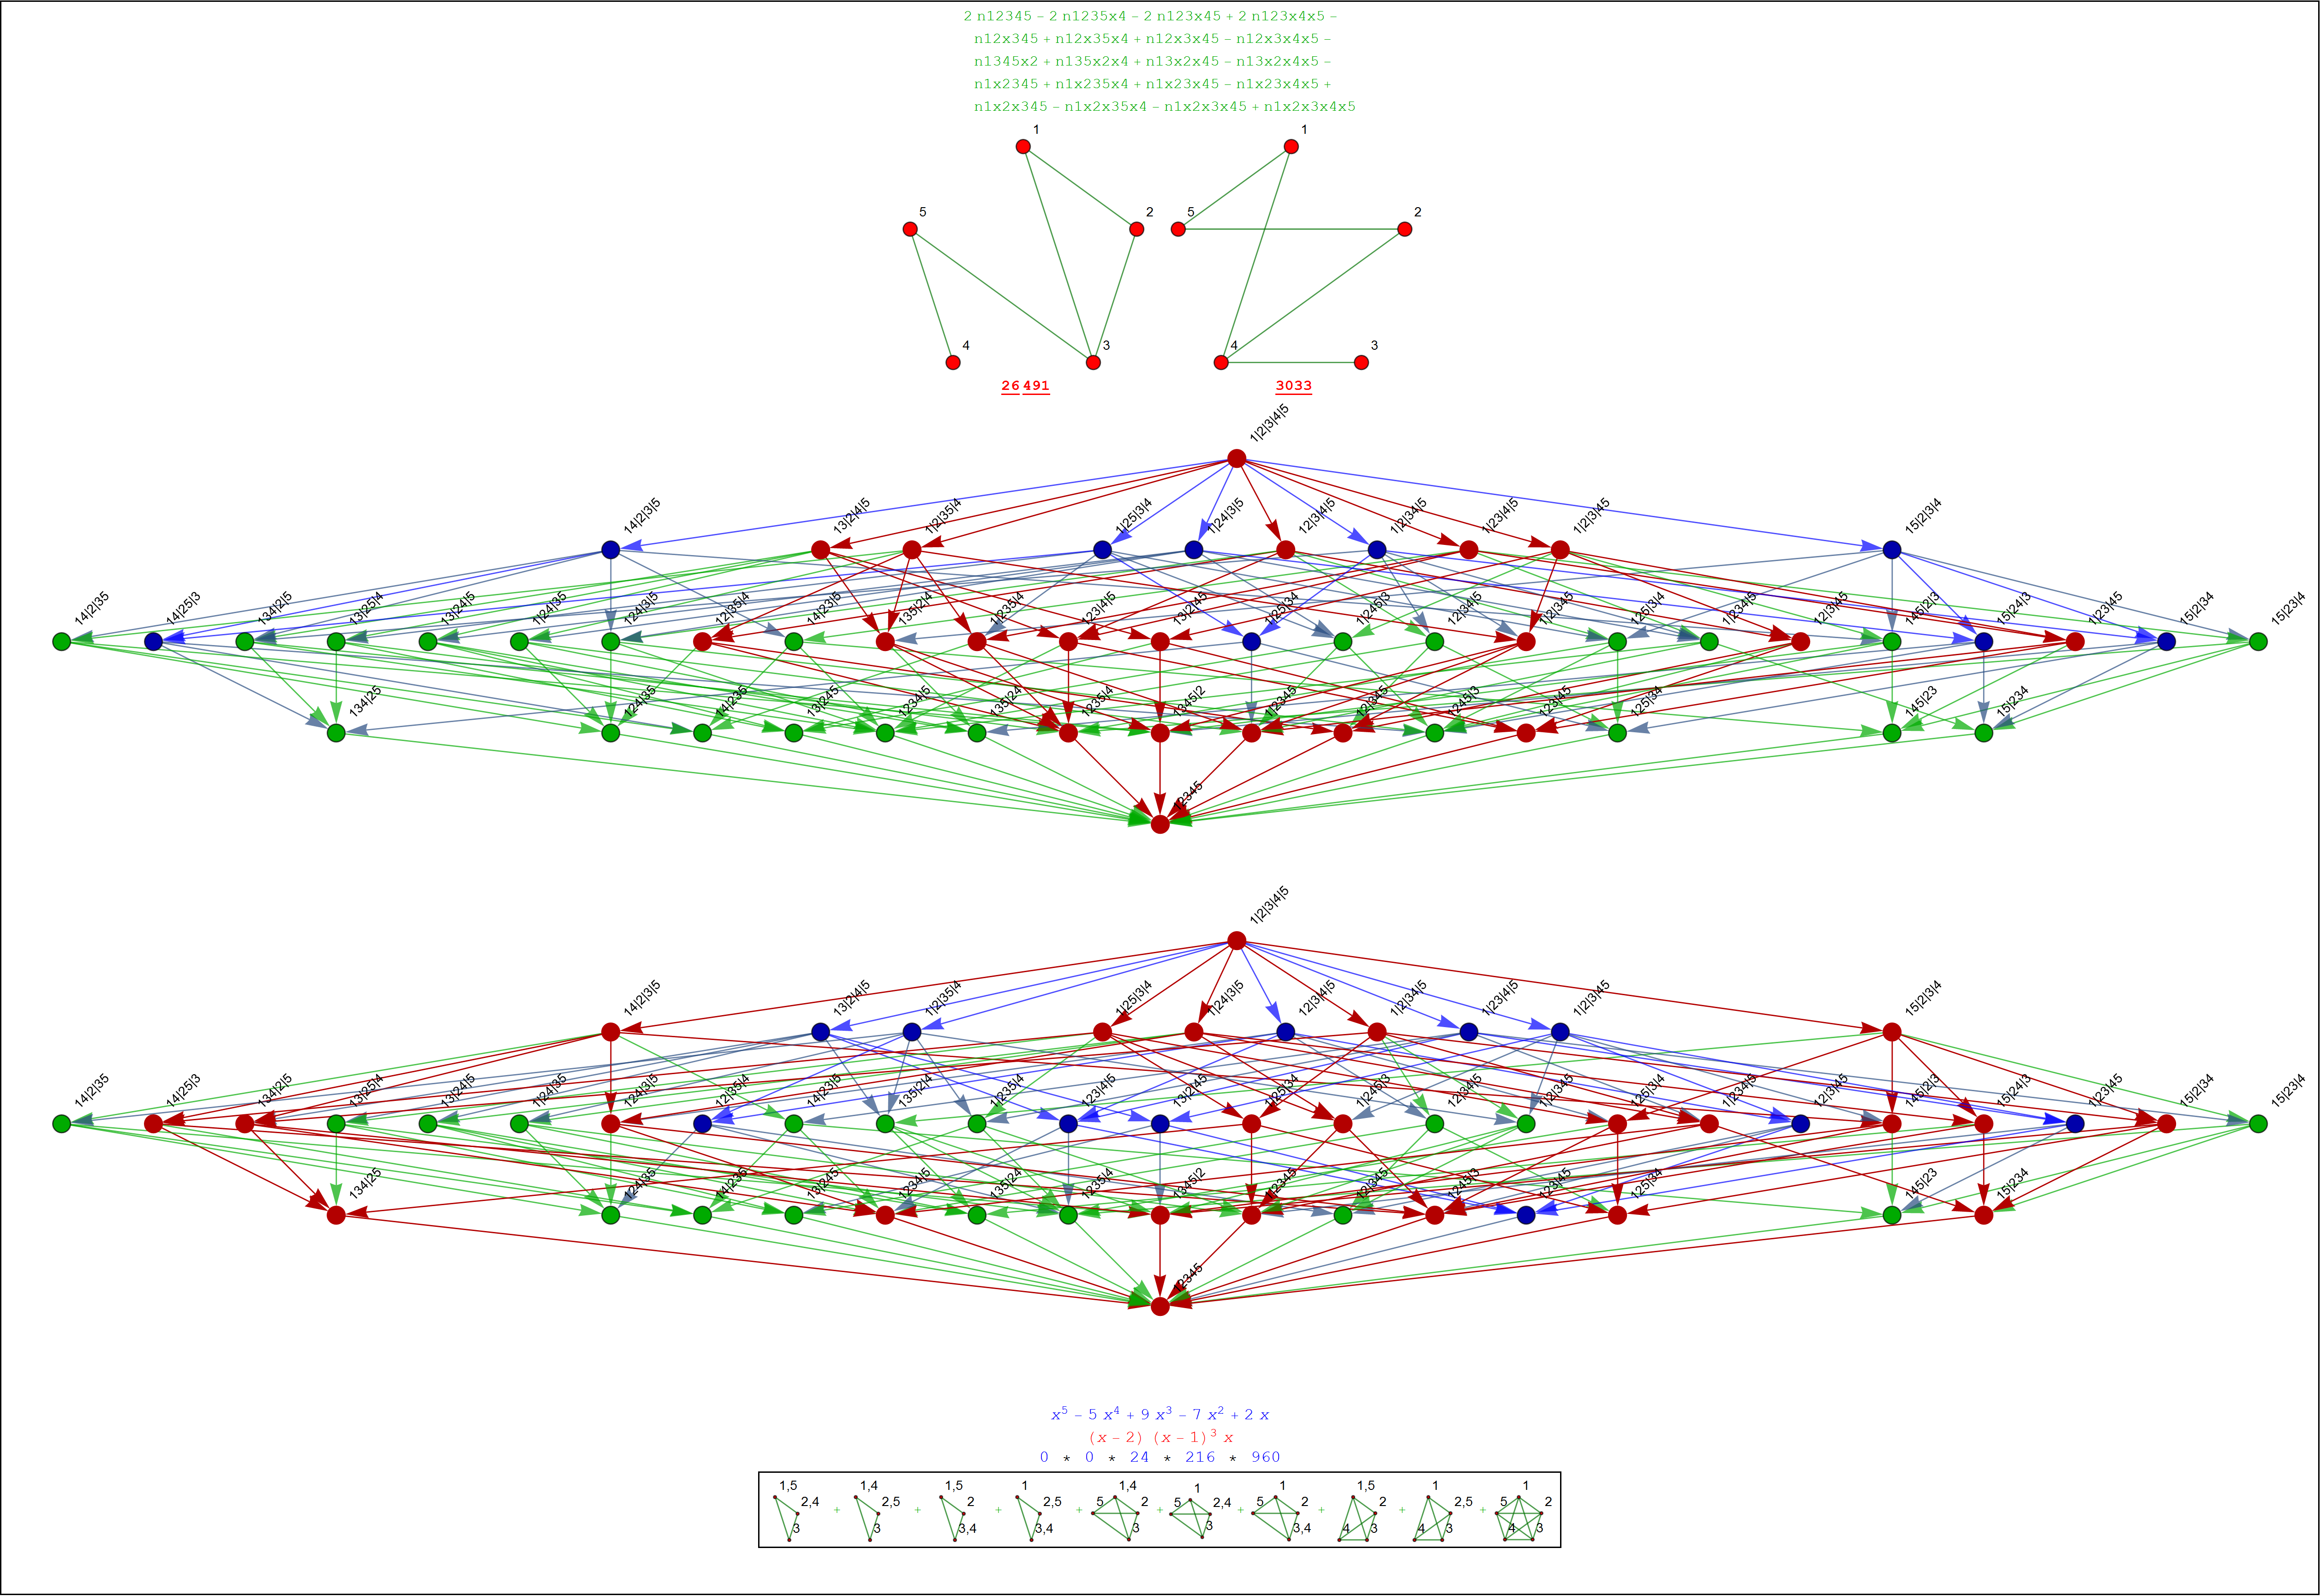 2 n12345 – 2 n1235x4 – 2 n123x45 + 2 n123x4x5 –
n12x345 + n12x35x4 + n12x3x45 – n12x3x4x5 –
n1345x2 + n135x2x4 + n13x2x45 – n13x2x4x5 –
n1x2345 + n1x235x4 + n1x23x45 – n1x23x4x5 +
n1x2x345 – n1x2x35x4 – n1x2x3x45 + n1x2x3x4x5
1 1
5 2 5 2
4 3 4 3
26 491 3033
1|2|3|4|5
14|2|3|5 13|2|4|5 1|2|35|4 1|25|3|4 1|24|3|5 12|3|4|5 1|2|34|5 1|23|4|5 1|2|3|45 15|2|3|4
14|2|35 14|25|3 134|2|5 13|25|4 13|24|5 1|24|35 124|3|5 12|35|4 14|23|5 135|2|4 1|235|4 123|4|5 13|2|45 1|25|34 1|245|3 12|34|5 1|2|345 125|3|4 1|234|5 12|3|45 145|2|3 15|24|3 1|23|45 15|2|34 15|23|4
134|25 124|35 14|235 13|245 1234|5 135|24 1235|4 1345|2 1|2345 12|345 1245|3 123|45 125|34 145|23 15|234
12345
1|2|3|4|5
14|2|3|5 13|2|4|5 1|2|35|4 1|25|3|4 1|24|3|5 12|3|4|5 1|2|34|5 1|23|4|5 1|2|3|45 15|2|3|4
14|2|35 14|25|3 134|2|5 13|25|4 13|24|5 1|24|35 124|3|5 12|35|4 14|23|5 135|2|4 1|235|4 123|4|5 13|2|45 1|25|34 1|245|3 12|34|5 1|2|345 125|3|4 1|234|5 12|3|45 145|2|3 15|24|3 1|23|45 15|2|34 15|23|4
134|25 124|35 14|235 13|245 1234|5 135|24 1235|4 1345|2 1|2345 12|345 1245|3 123|45 125|34 145|23 15|234
12345
x⁵ – 5 x⁴ + 9 x³ – 7 x² + 2 x
(x – 2) (x – 1)³ x
0 * 0 * 24 * 216 * 960
1,5 1,4 1,5 1 1,4 1 1 1,5 1 1
2,4 + 2,5 + 2 + 2,5 + 5 2 + 5 2,4 + 5 2 + 2 + 2,5 + 5 2
3 3 3,4 3,4 3 3 3,4 4 3 4 3 4 3